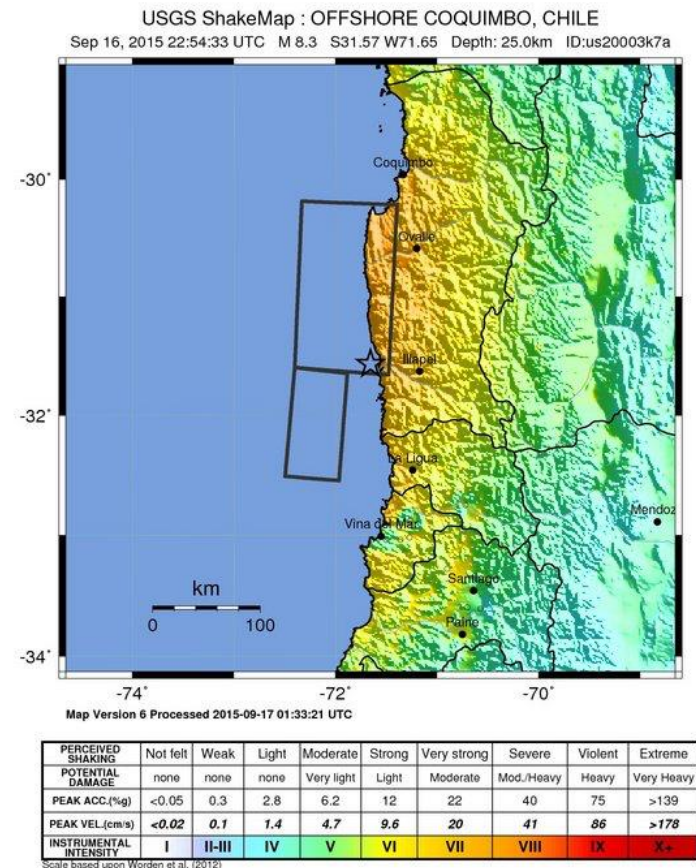 USGS ShakeMap : OFFSHORE COQUIMBO, CHILE
Sep 16, 2015 22:54:33 UTC M 8.3 S31.57 W71.65 Depth: 25.0km ID:us20003k7a
Coquimbo
-30°
Ovalle
Illapel
-32°
La Ligua
Mendoz
Vina del Mar
km
Santiago
0 100
Paine
-34°
-74° -72° -70°
Map Version 6 Processed 2015-09-17 01:33:21 UTC
PERCEIVED SHAKING Not felt Weak Light Moderate Strong Very strong Severe Violent Extreme
POTENTIAL DAMAGE none none none Very light Light Moderate Mod./Heavy Heavy Very Heavy
PEAK ACC.(%g) <0.05 0.3 2.8 6.2 12 22 40 75 >139
PEAK VEL.(cm/s) <0.02 0.1 1.4 4.7 9.6 20 41 86 >178
INSTRUMENTAL INTENSITY I II-III IV V VI VII VIII IX X+
Scale based upon Worden et al. (2012)